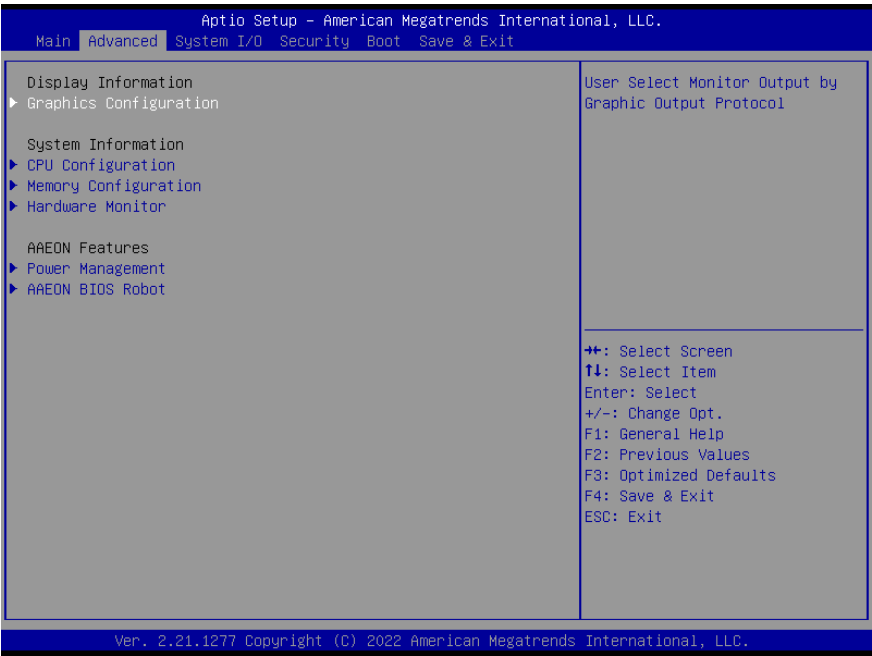 Aptio Setup – American Megatrends International, LLC.
Main Advanced System I/O Security Boot Save & Exit
Display Information
Graphics Configuration
System Information
CPU Configuration
Memory Configuration
Hardware Monitor
AAEON Features
Power Management
AAEON BIOS Robot
User Select Monitor Output by
Graphic Output Protocol
→←: Select Screen
↑↓: Select Item
Enter: Select
+/-: Change Opt.
F1: General Help
F2: Previous Values
F3: Optimized Defaults
F4: Save & Exit
ESC: Exit
Ver. 2.21.1277 Copyright (C) 2022 American Megatrends International, LLC.